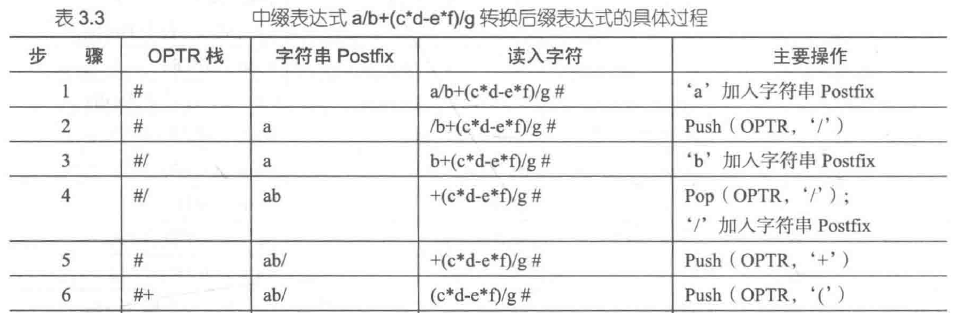 表 3.3 中缀表达式 a/b+(c*d-e*f)/g 转换后缀表达式的具体过程
步 骤 OPTR 栈 字符串 Postfix 读入字符 主要操作
1 # a/b+(c*d-e*f)/g # ‘a’加入字符串 Postfix
2 # a /b+(c*d-e*f)/g # Push（OPTR，‘/’）
3 #/ a b+(c*d-e*f)/g # ‘b’加入字符串 Postfix
4 #/ ab +(c*d-e*f)/g # Pop（OPTR，‘/’）；
‘/’加入字符串 Postfix
5 # ab/ +(c*d-e*f)/g # Push（OPTR，‘+’）
6 #+ ab/ (c*d-e*f)/g # Push（OPTR，‘(’）